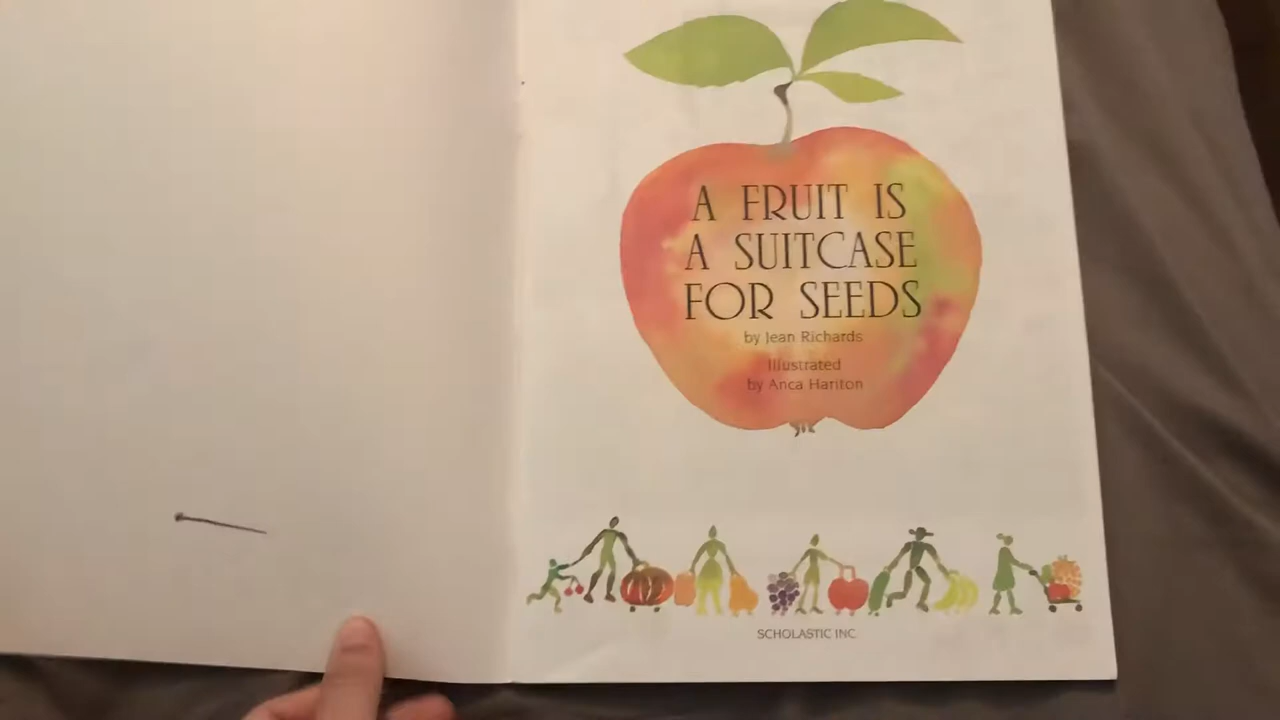 A FRUIT IS
A SUITCASE
FOR SEEDS
by Jean Richards
Illustrated
by Anca Hariton
SCHOLASTIC INC.